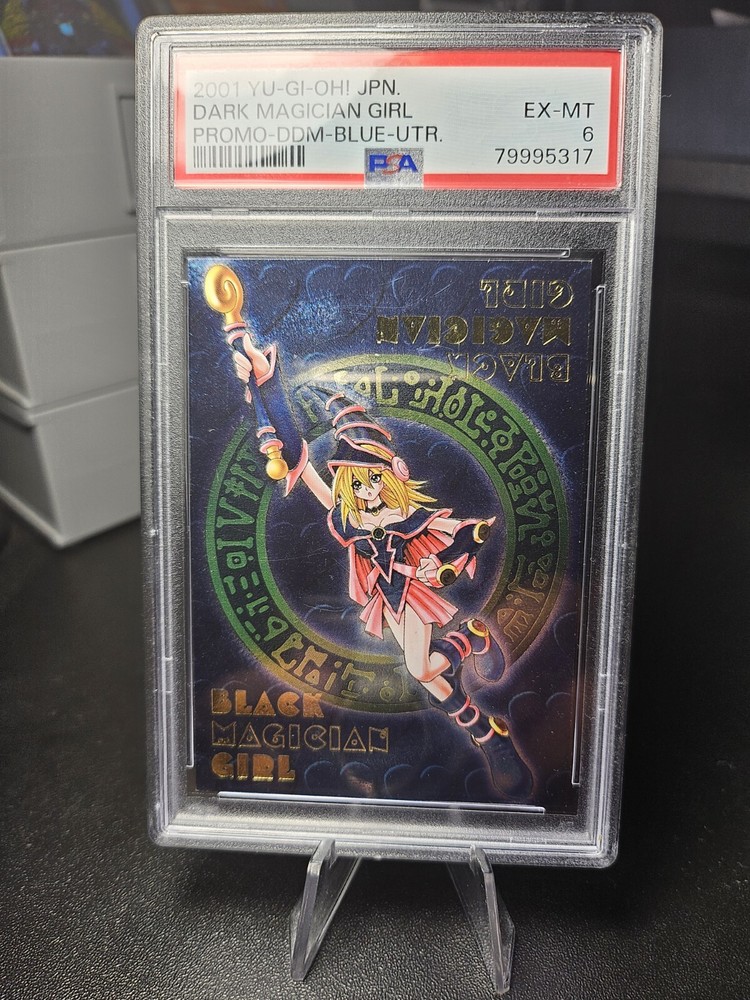 2001 YU-GI-OH! JPN.
DARK MAGICIAN GIRL EX-MT
PROMO-DDM-BLUE-UTR. 6
PSA 79995317
BLACK
MAGICIAN
GIRL
BLACK
MAGICIAN
GIRL